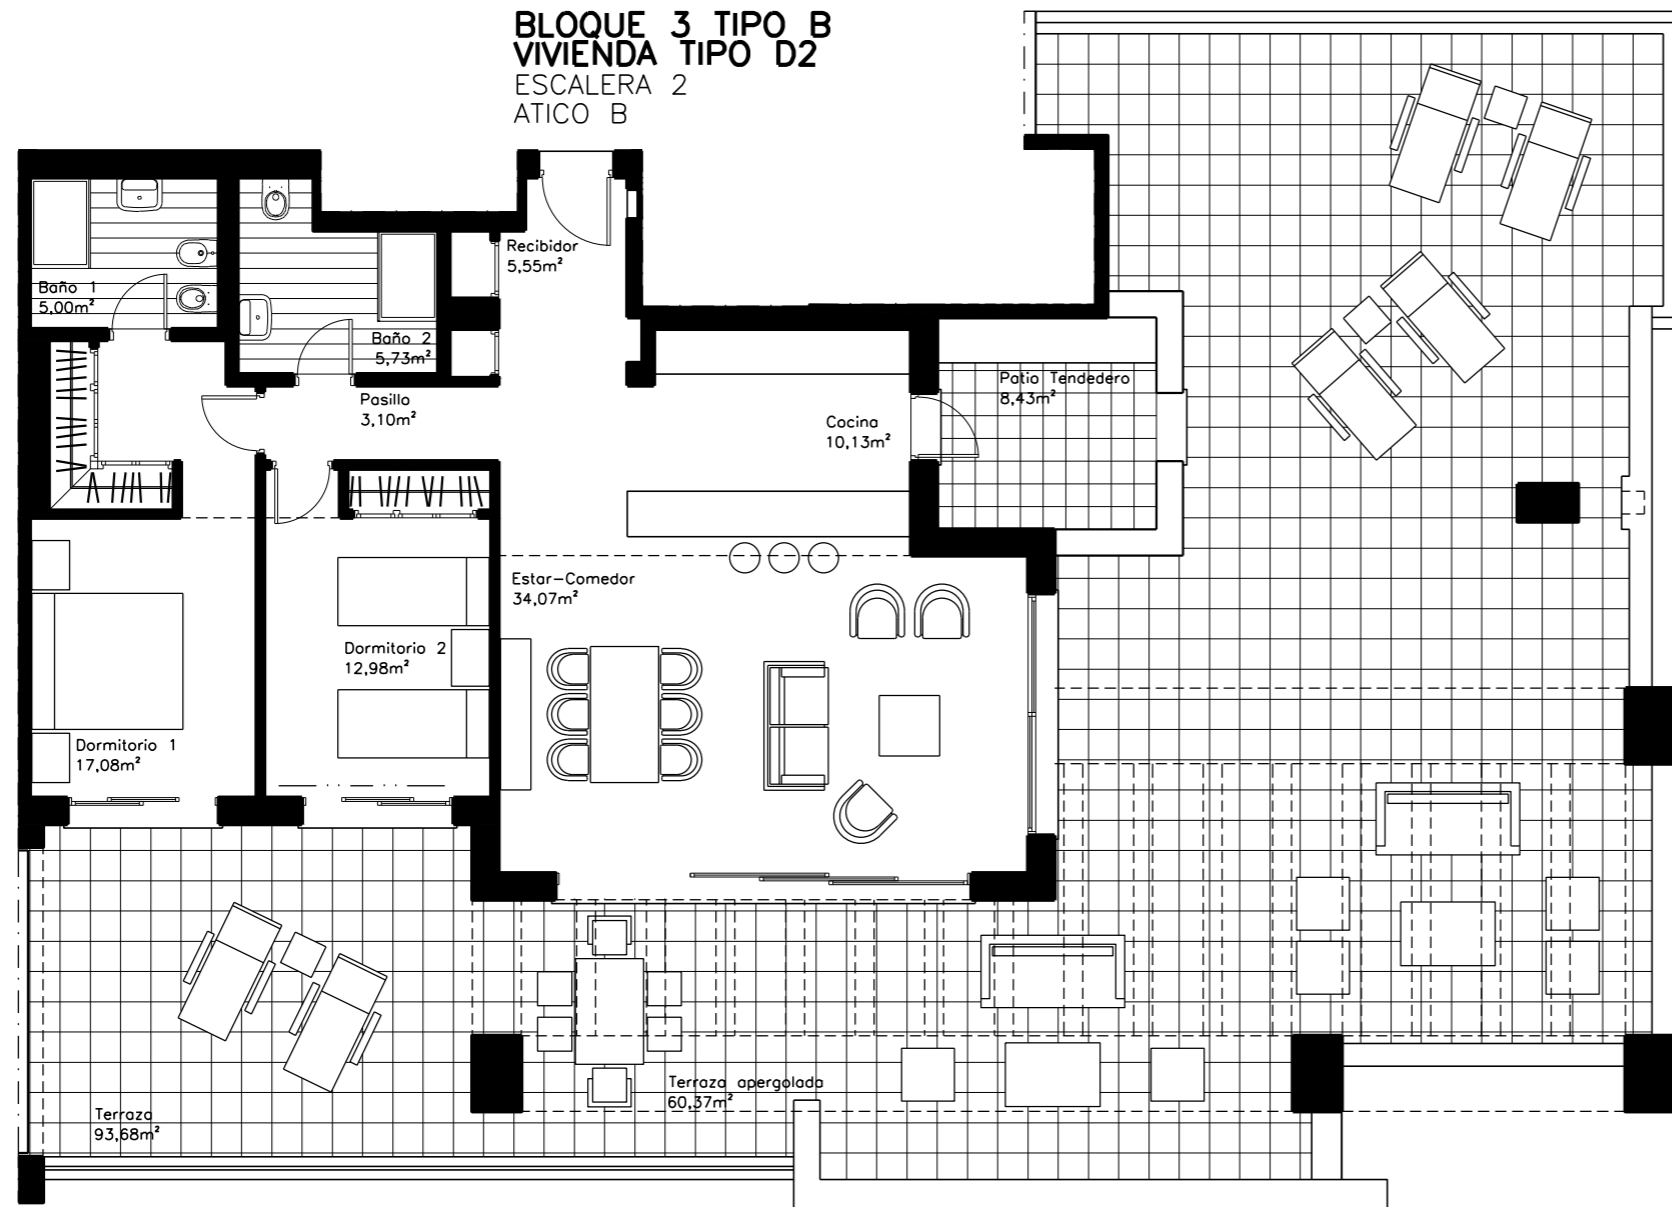 BLOQUE 3 TIPO B
VIVIENDA TIPO D2
ESCALERA 2
ATICO B
Recibidor
5,55m²
Baño 1
5,00m²
Baño 2
5,73m²
Pasillo
3,10m²
Patio Tendedero
8,43m²
Cocina
10,13m²
Estar-Comedor
34,07m²
Dormitorio 2
12,98m²
Dormitorio 1
17,08m²
Terraza apergolada
60,37m²
Terraza
93,68m²